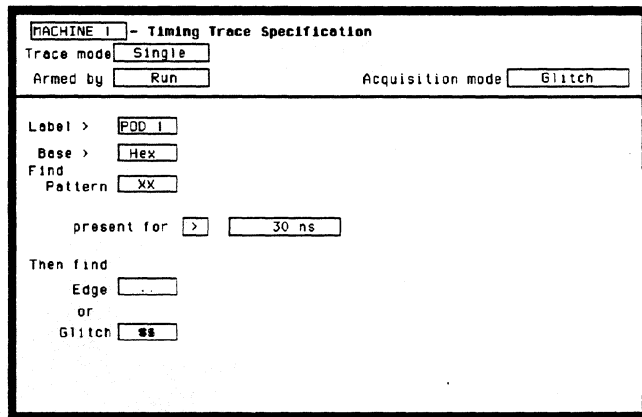 MACHINE 1 - Timing Trace Specification
Trace mode Single
Armed by Run Acquisition mode Glitch
Label > POD 1
Base > Hex
Find
Pattern XX
present for > 30 ns
Then find
Edge ..
or
Glitch $$